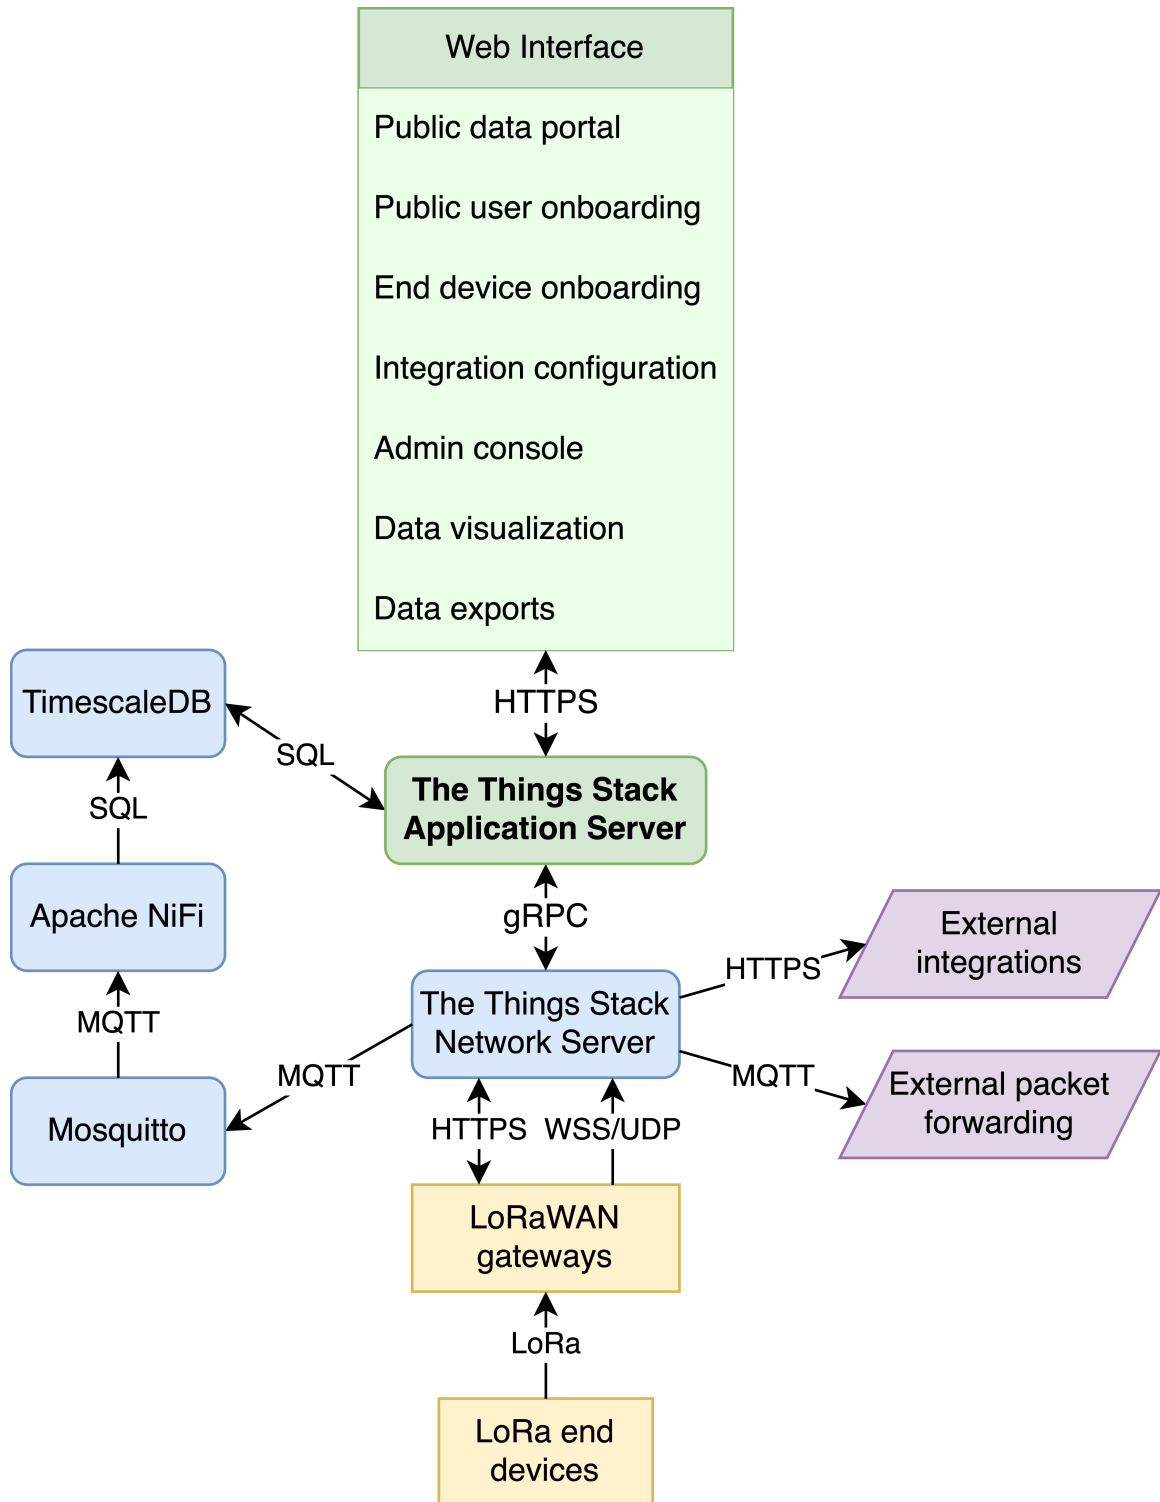 Web Interface
Public data portal
Public user onboarding
End device onboarding
Integration configuration
Admin console
Data visualization
Data exports
TimescaleDB
HTTPS
SQL
The Things Stack
Application Server
SQL
Apache NiFi
gRPC
External
integrations
HTTPS
The Things Stack
Network Server
MQTT
MQTT
MQTT
External packet
forwarding
Mosquitto
HTTPS
WSS/UDP
LoRaWAN
gateways
LoRa
LoRa end
devices